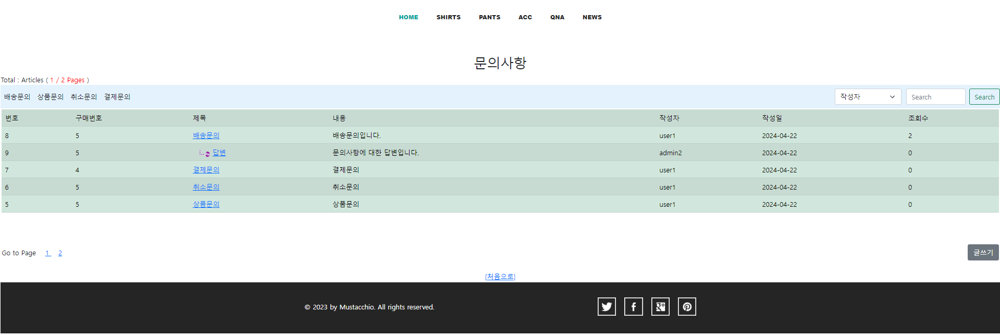 HOME SHIRTS PANTS ACC QNA NEWS
문의사항
Total : Articles ( 1 / 2 Pages )
배송문의 상품문의 취소문의 결제문의 작성자 Search Search
번호 구매번호 제목 내용 작성자 작성일 조회수
8 5 배송문의 배송문의입니다. user1 2024-04-22 2
9 5 답변 문의사항에 대한 답변입니다. admin2 2024-04-22 0
7 4 결제문의 결제문의 user1 2024-04-22 0
6 5 취소문의 취소문의 user1 2024-04-22 0
5 5 상품문의 상품문의 user1 2024-04-22 0
Go to Page 1 2 글쓰기
[처음으로]
© 2023 by Mustacchio. All rights reserved.